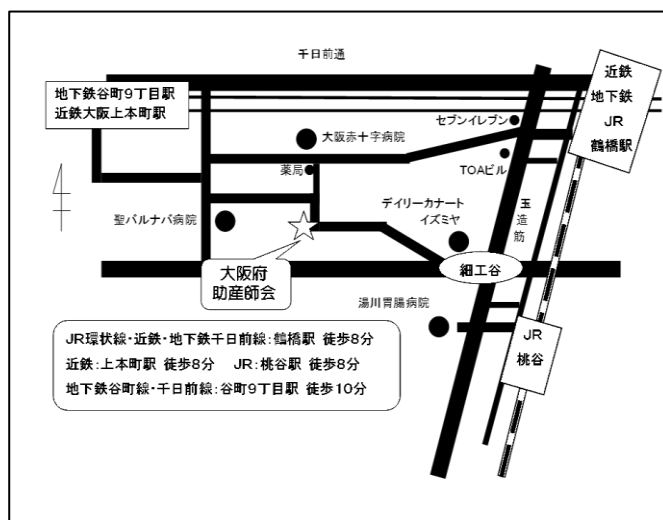 千日前通
近鉄
地下鉄
JR
鶴橋駅
地下鉄谷町9丁目駅
近鉄大阪上本町駅
セブンイレブン
大阪赤十字病院
薬局
TOAビル
デイリーカナート
イズミヤ
玉造筋
聖バルナバ病院
大阪府
助産師会
細工谷
湯川胃腸病院
JR
桃谷
JR環状線・近鉄・地下鉄千日前線:鶴橋駅 徒歩8分
近鉄:上本町駅 徒歩8分 JR:桃谷駅 徒歩8分
地下鉄谷町線・千日前線:谷町9丁目駅 徒歩10分